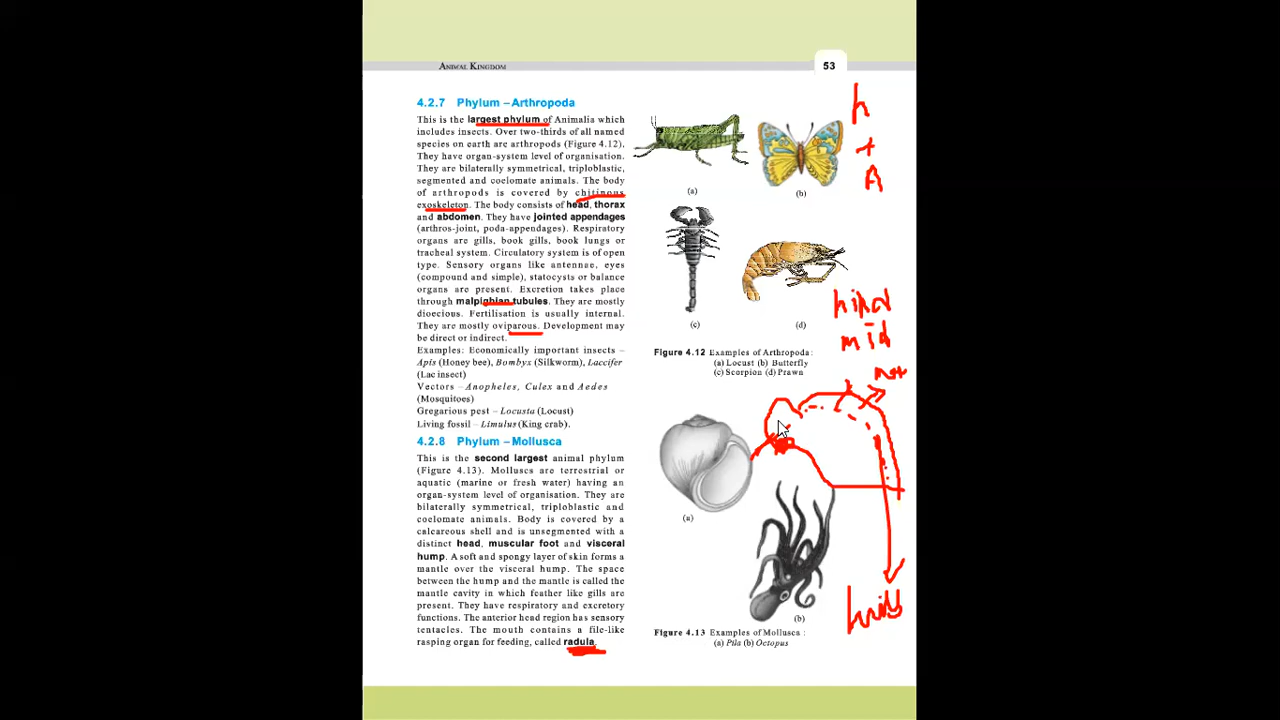 ANIMAL KINGDOM
53
4.2.7 Phylum – Arthropoda
This is the largest phylum of Animalia which
includes insects. Over two-thirds of all named
species on earth are arthropods (Figure 4.12).
They have organ-system level of organisation.
They are bilaterally symmetrical, triploblastic,
segmented and coelomate animals. The body
of arthropods is covered by chitinous
exoskeleton. The body consists of head, thorax
and abdomen. They have jointed appendages
(arthros-joint, poda-appendages). Respiratory
organs are gills, book gills, book lungs or
tracheal system. Circulatory system is of open
type. Sensory organs like antennae, eyes
(compound and simple), statocysts or balance
organs are present. Excretion takes place
through malpighian tubules. They are mostly
dioecious. Fertilisation is usually internal.
They are mostly oviparous. Development may
be direct or indirect.
Examples: Economically important insects –
Apis (Honey bee), Bombyx (Silkworm), Laccifer
(Lac insect)
Vectors – Anopheles, Culex and Aedes
(Mosquitoes)
Gregarious pest – Locusta (Locust)
Living fossil – Limulus (King crab).
4.2.8 Phylum – Mollusca
This is the second largest animal phylum
(Figure 4.13). Molluscs are terrestrial or
aquatic (marine or fresh water) having an
organ-system level of organisation. They are
bilaterally symmetrical, triploblastic and
coelomate animals. Body is covered by a
calcareous shell and is unsegmented with a
distinct head, muscular foot and visceral
hump. A soft and spongy layer of skin forms a
mantle over the visceral hump. The space
between the hump and the mantle is called the
mantle cavity in which feather like gills are
present. They have respiratory and excretory
functions. The anterior head region has sensory
tentacles. The mouth contains a file-like
rasping organ for feeding, called radula.
(a)
(b)
(c)
(d)
Figure 4.12 Examples of Arthropoda :
(a) Locust (b) Butterfly
(c) Scorpion (d) Prawn
(a)
(b)
Figure 4.13 Examples of Mollusca :
(a) Pila (b) Octopus
h
+
A
mid